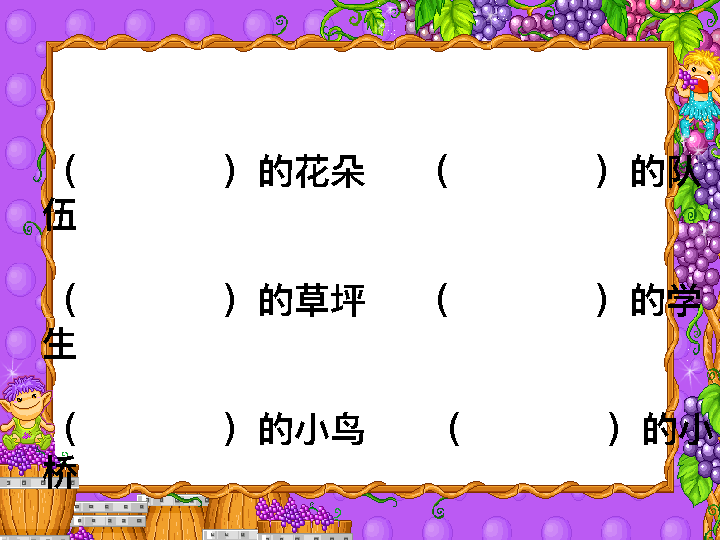 （　　　　）的花朵　（　　　　）的队
伍
（　　　　）的草坪　（　　　　）的学
生
（　　　　）的小鸟　（　　　　）的小
桥